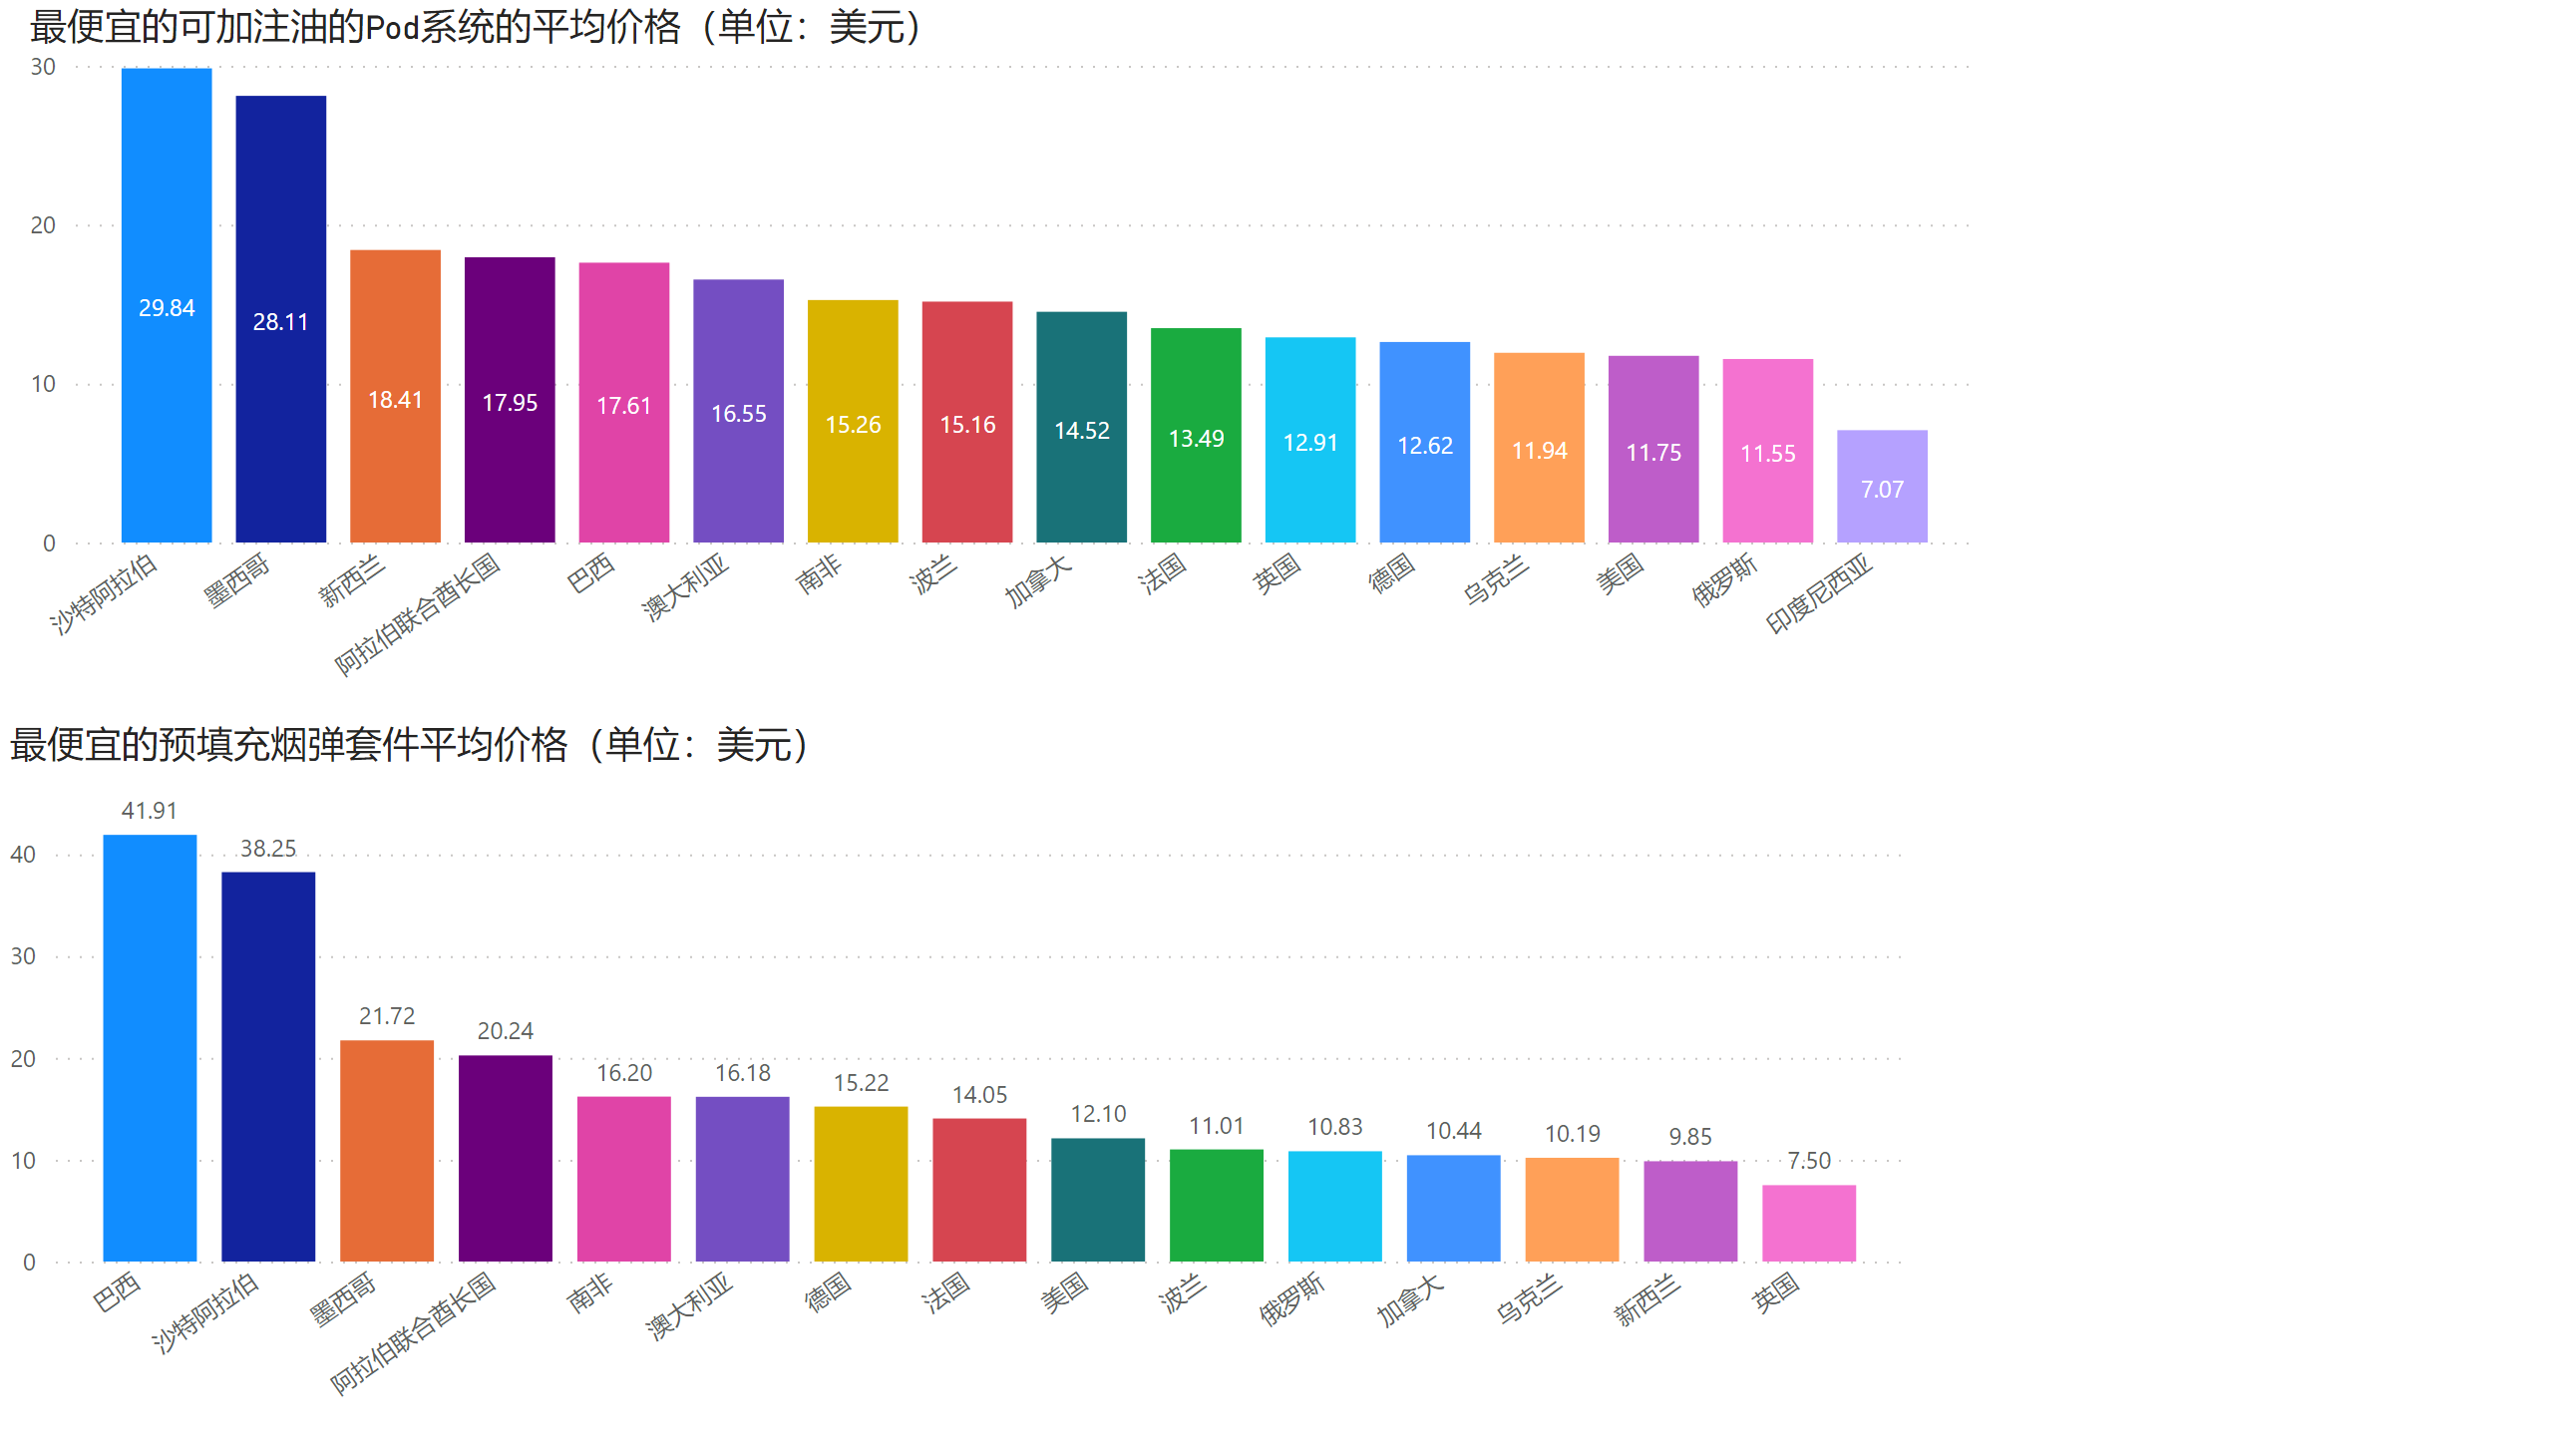 最便宜的可加注油的Pod系统的平均价格（单位：美元）
30
20
10
0
29.84
28.11
18.41
17.95
17.61
16.55
15.26
15.16
14.52
13.49
12.91
12.62
11.94
11.75
11.55
7.07
沙特阿拉伯
墨西哥
新西兰
阿拉伯联合酋长国
巴西
澳大利亚
南非
波兰
加拿大
法国
英国
德国
乌克兰
美国
俄罗斯
印度尼西亚
最便宜的预填充烟弹套件平均价格（单位：美元）
40
30
20
10
0
41.91
38.25
21.72
20.24
16.20
16.18
15.22
14.05
12.10
11.01
10.83
10.44
10.19
9.85
7.50
巴西
沙特阿拉伯
墨西哥
阿拉伯联合酋长国
南非
澳大利亚
德国
法国
美国
波兰
俄罗斯
加拿大
乌克兰
新西兰
英国